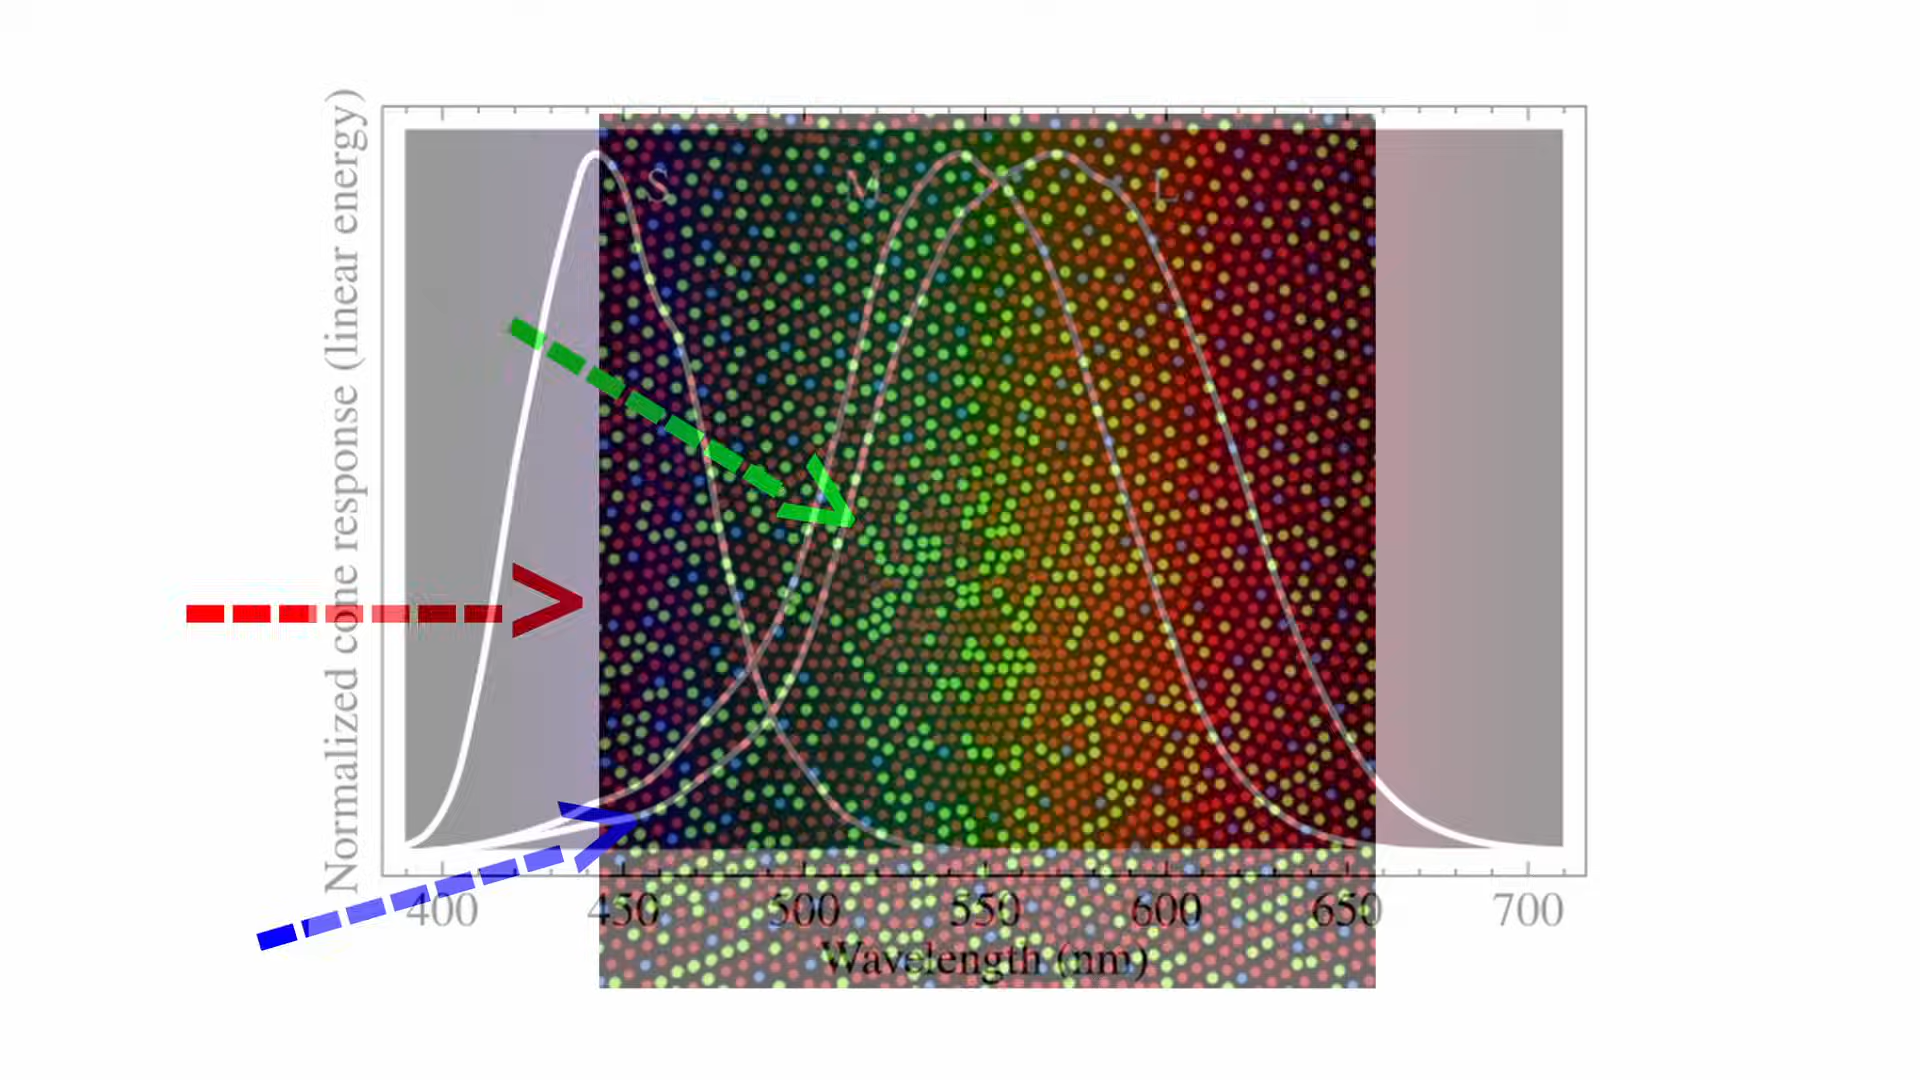 Normalized cone response (linear energy)
S M L
400 450 500 550 600 650 700
Wavelength (nm)